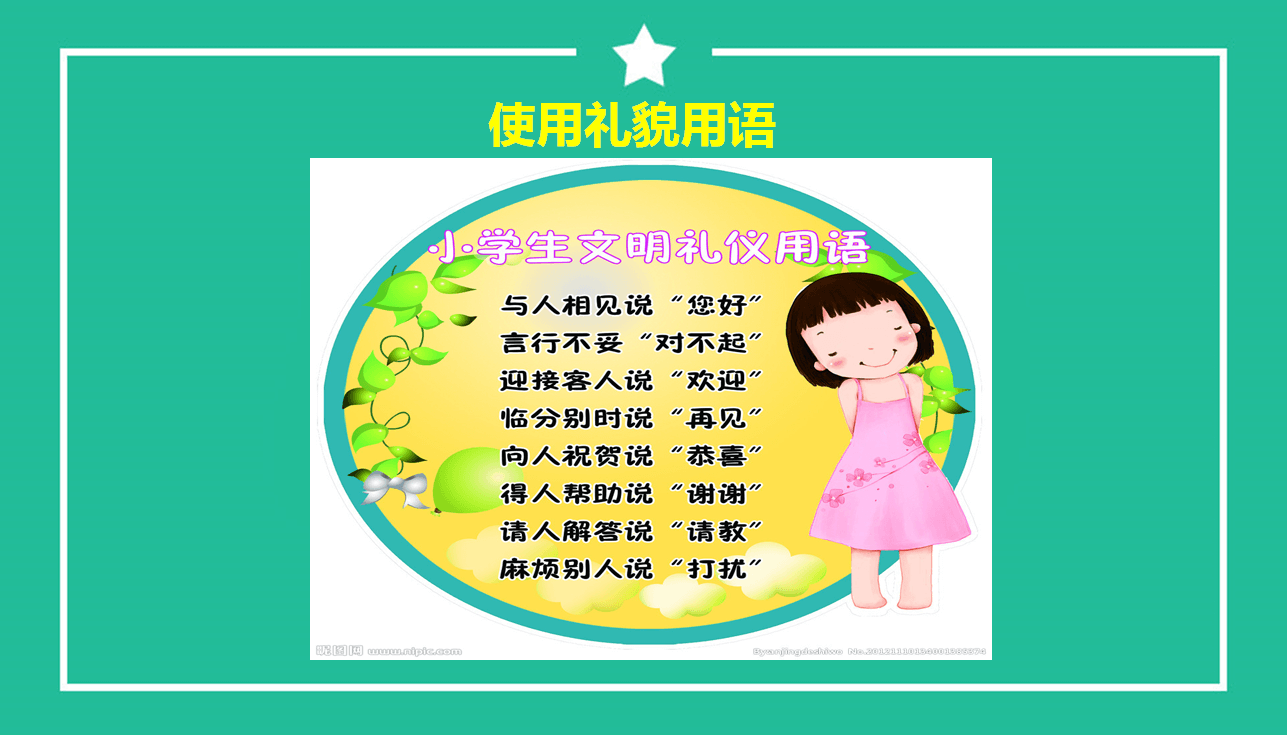 使用礼貌用语
小学生文明礼仪用语
与人相见说“您好”
言行不妥“对不起”
迎接客人说“欢迎”
临分别时说“再见”
向人祝贺说“恭喜”
得人帮助说“谢谢”
请人解答说“请教”
麻烦别人说“打扰”
昵图网 www.nipic.com